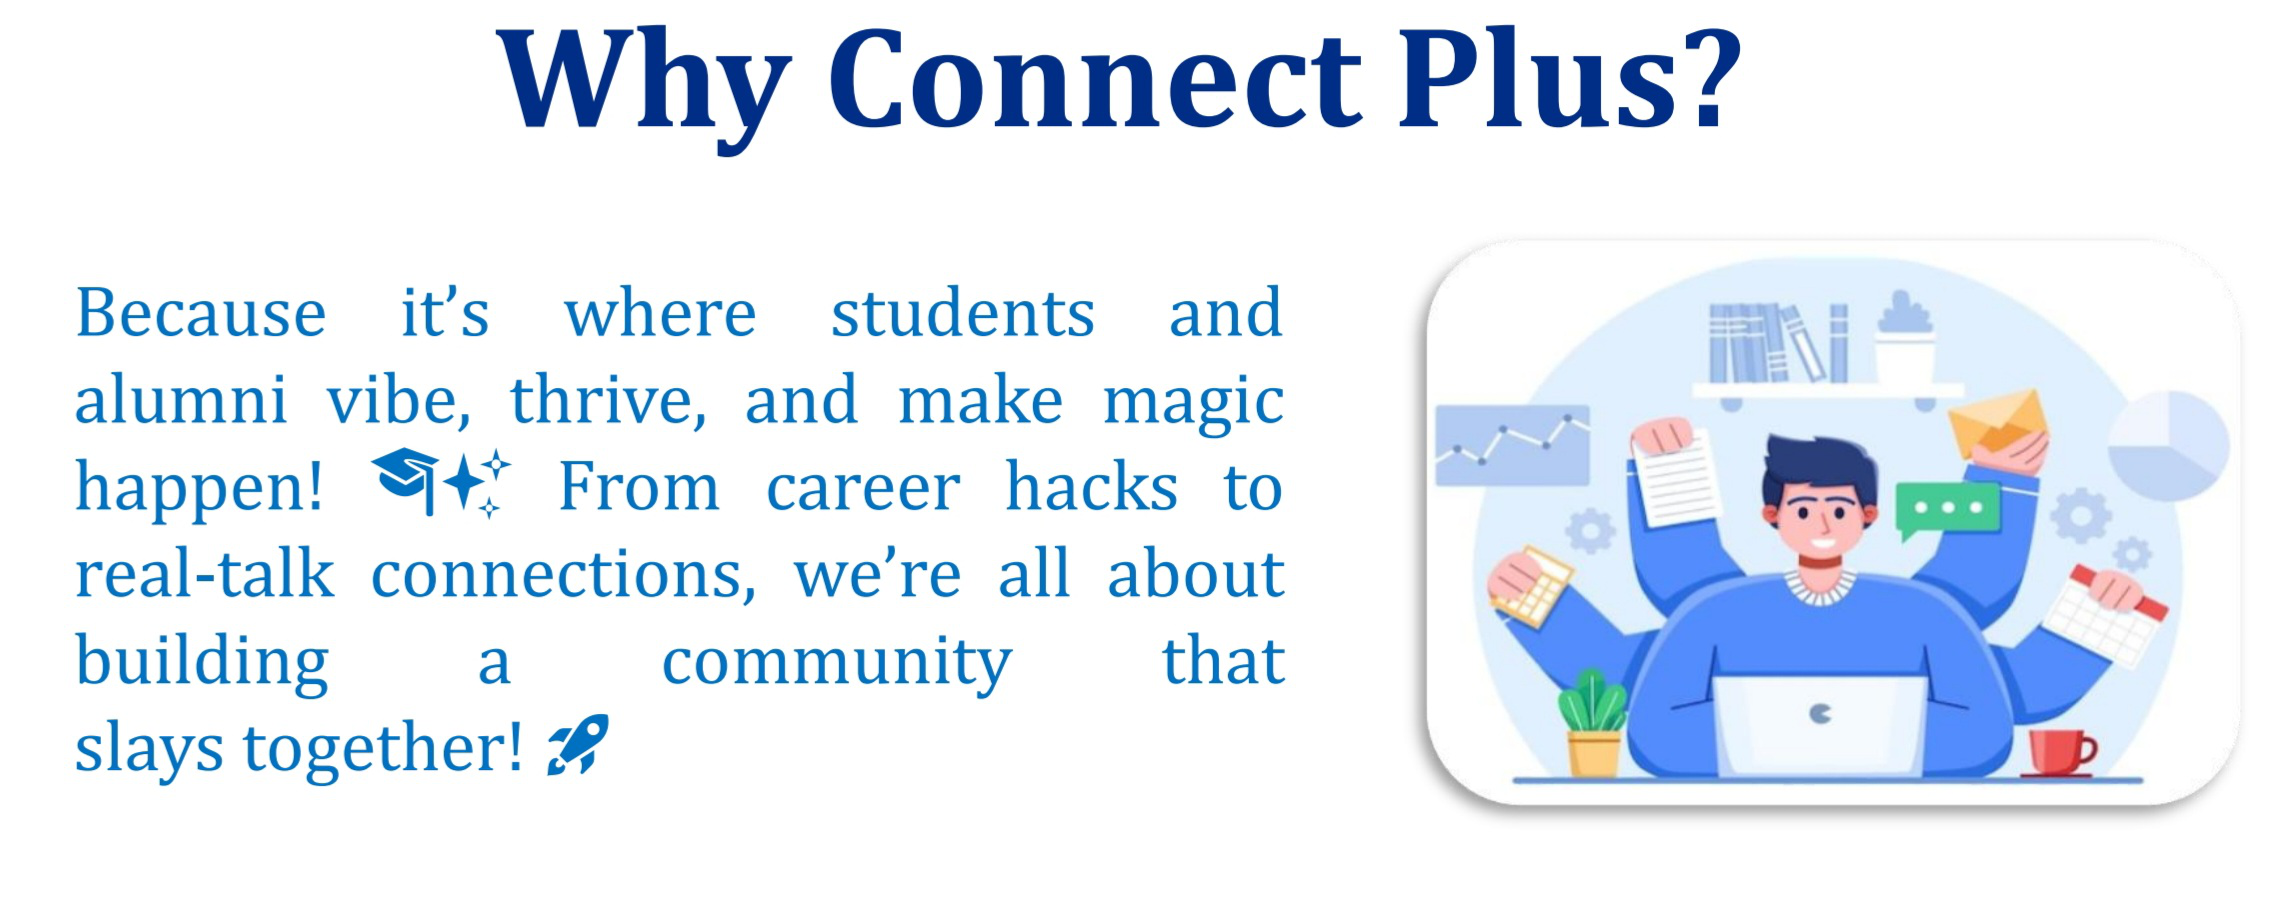 Why Connect Plus?
Because it’s where students and
alumni vibe, thrive, and make magic
happen! 🎓✨ From career hacks to
real-talk connections, we’re all about
building a community that
slays together! 🚀